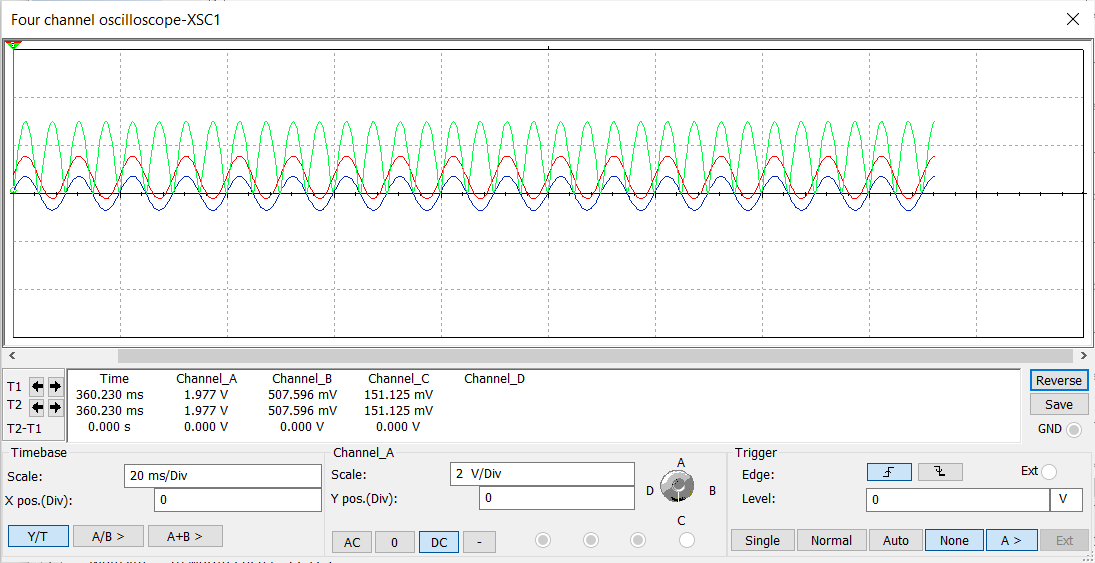 Four channel oscilloscope-XSC1
Time Channel_A Channel_B Channel_C Channel_D
T1 360.230 ms 1.977 V 507.596 mV 151.125 mV
T2 360.230 ms 1.977 V 507.596 mV 151.125 mV
T2-T1 0.000 s 0.000 V 0.000 V 0.000 V
Reverse
Save
GND
Timebase
Scale: 20 ms/Div
X pos.(Div): 0
Y/T A/B > A+B >
Channel_A
Scale: 2 V/Div
Y pos.(Div): 0
AC 0 DC -
A
D B
C
Trigger
Edge: Ext
Level: 0 V
Single Normal Auto None A > Ext